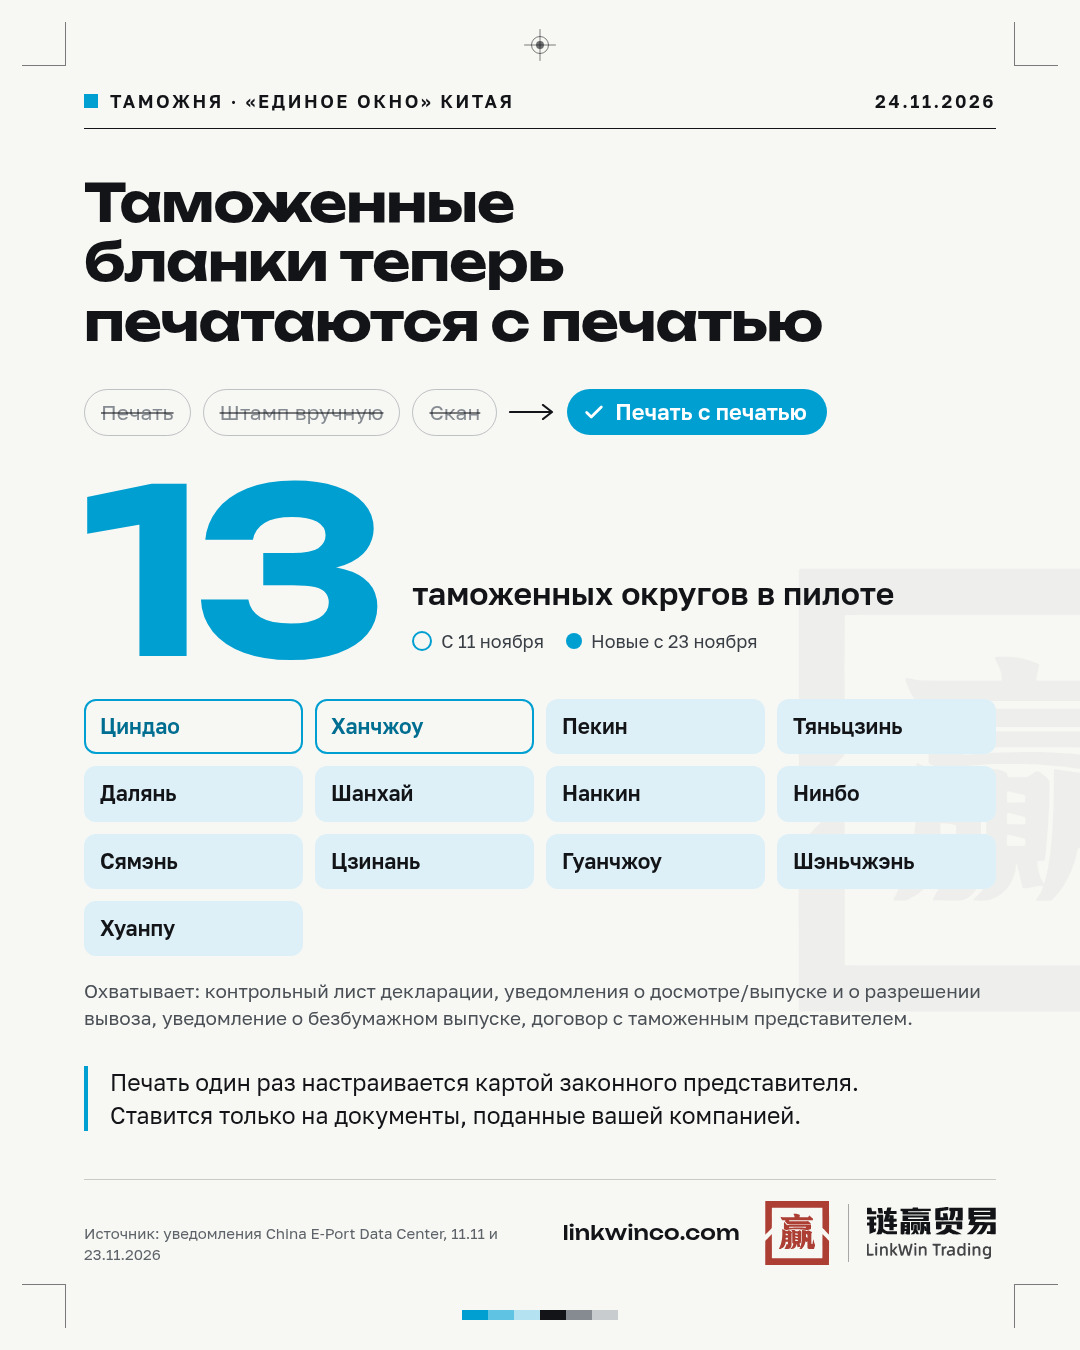 ТАМОЖНЯ · «ЕДИНОЕ ОКНО» КИТАЯ
24.11.2026
Таможенные
бланки теперь
печатаются с печатью
Печать
Штамп вручную
Скан
Печать с печатью
13
таможенных округов в пилоте
С 11 ноября
Новые с 23 ноября
Циндао
Ханчжоу
Пекин
Тяньцзинь
Далянь
Шанхай
Нанкин
Нинбо
Сямэнь
Цзинань
Гуанчжоу
Шэньчжэнь
Хуанпу
Охватывает: контрольный лист декларации, уведомления о досмотре/выпуске и о разрешении
вывоза, уведомление о безбумажном выпуске, договор с таможенным представителем.
Печать один раз настраивается картой законного представителя.
Ставится только на документы, поданные вашей компанией.
Источник: уведомления China E-Port Data Center, 11.11 и
23.11.2026
linkwinco.com
赢
链赢贸易
LinkWin Trading
赢